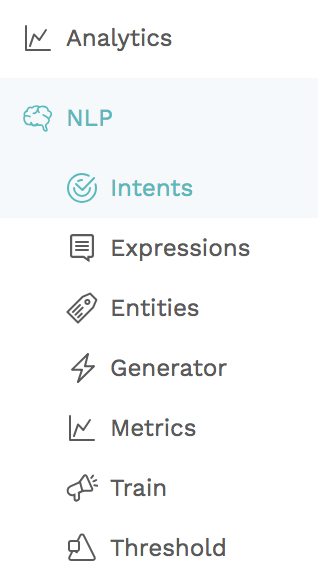 Analytics
NLP
Intents
Expressions
Entities
Generator
Metrics
Train
Threshold